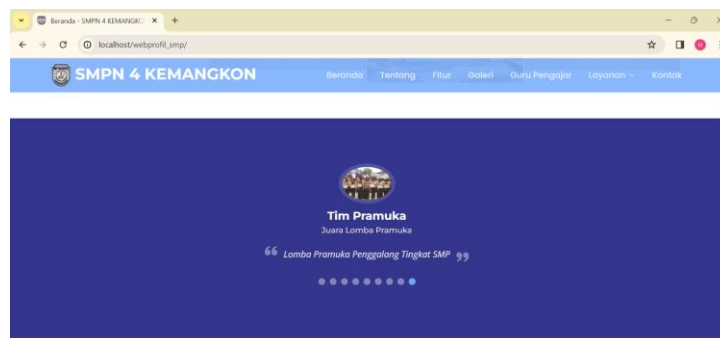 Beranda - SMPN 4 KEMANGKO
localhost/webprofil_smp/
SMPN 4 KEMANGKON
Beranda Tentang Fitur Galeri Guru Pengajar Layanan Kontak
Tim Pramuka
Juara Lomba Pramuka
“ Lomba Pramuka Penggalang Tingkat SMP ”